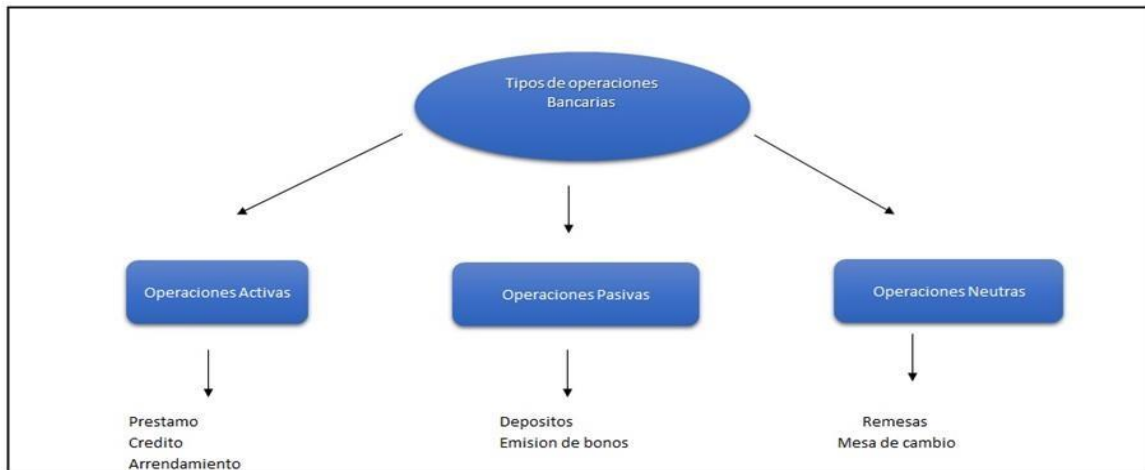 Tipos de operaciones
Bancarias
Operaciones Activas
Operaciones Pasivas
Operaciones Neutras
Prestamo
Credito
Arrendamiento
Depositos
Emision de bonos
Remesas
Mesa de cambio